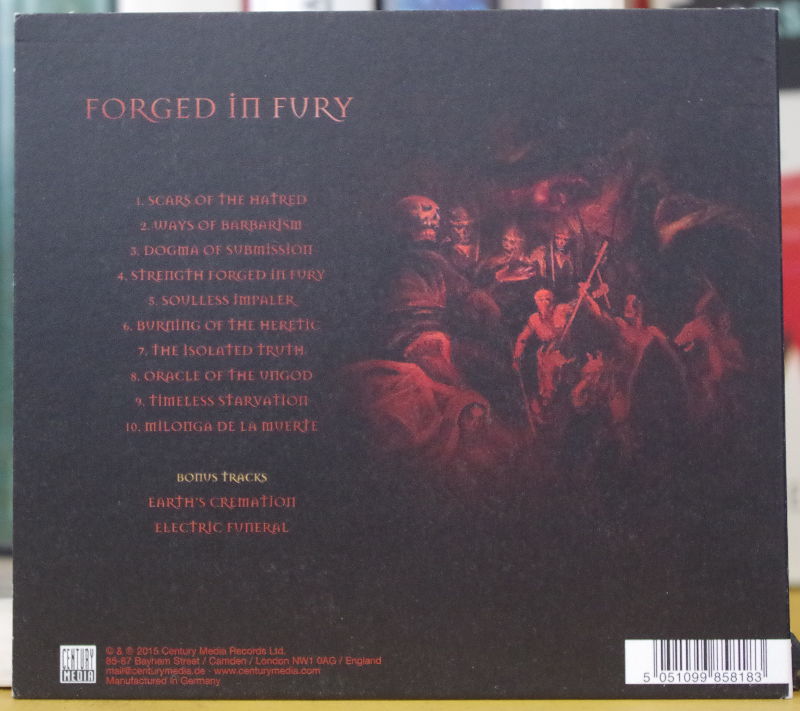 FORGED IN FURY
1. SCARS OF THE HATRED
2. WAYS OF BARBARISM
3. DOGMA OF SUBMISSION
4. STRENGTH FORGED IN FURY
5. SOULLESS IMPALER
6. BURNING OF THE HERETIC
7. THE ISOLATED TRUTH
8. ORACLE OF THE UNGOD
9. TIMELESS STARVATION
10. MILONGA DE LA MUERTE
BONUS TRACKS
EARTH'S CREMATION
ELECTRIC FUNERAL
CENTURY
MEDIA
© & ℗ 2015 Century Media Records Ltd.
85-87 Bayham Street / Camden / London NW1 0AG / England
mail@centurymedia.de · www.centurymedia.com
Manufactured in Germany
5 051099 858183